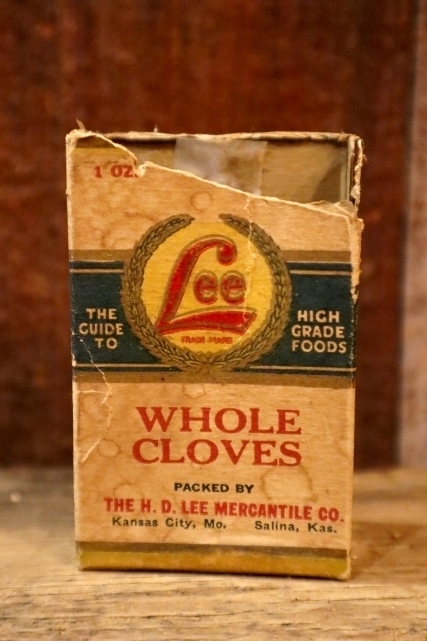 1 OZ.
Lee
TRADE MARK
THE GUIDE TO
HIGH GRADE FOODS
WHOLE
CLOVES
PACKED BY
THE H. D. LEE MERCANTILE CO.
Kansas City, Mo. Salina, Kas.